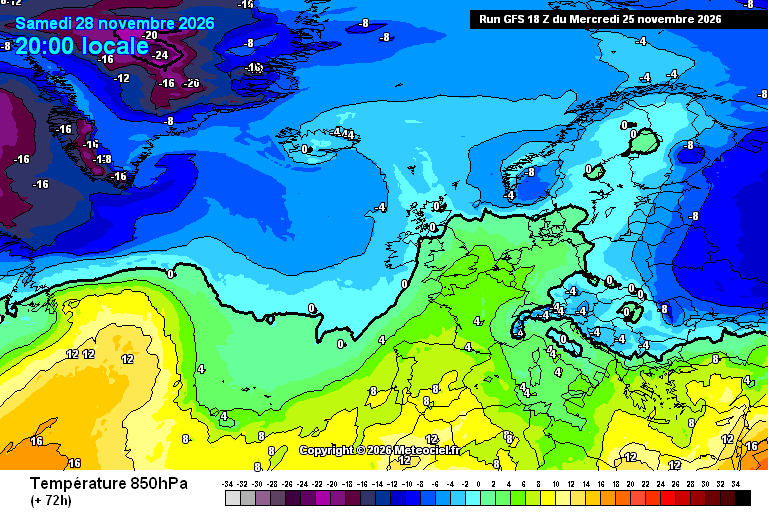 Samedi 28 novembre 2026
20:00 locale
Run GFS 18 Z du Mercredi 25 novembre 2026
Copyright © 2026 Meteociel.fr
Température 850hPa
(+ 72h)
-34 -32 -30 -28 -26 -24 -22 -20 -18 -16 -14 -12 -10 -8 -6 -4 -2 0 2 4 6 8 10 12 14 16 18 20 22 24 26 28 30 32 34